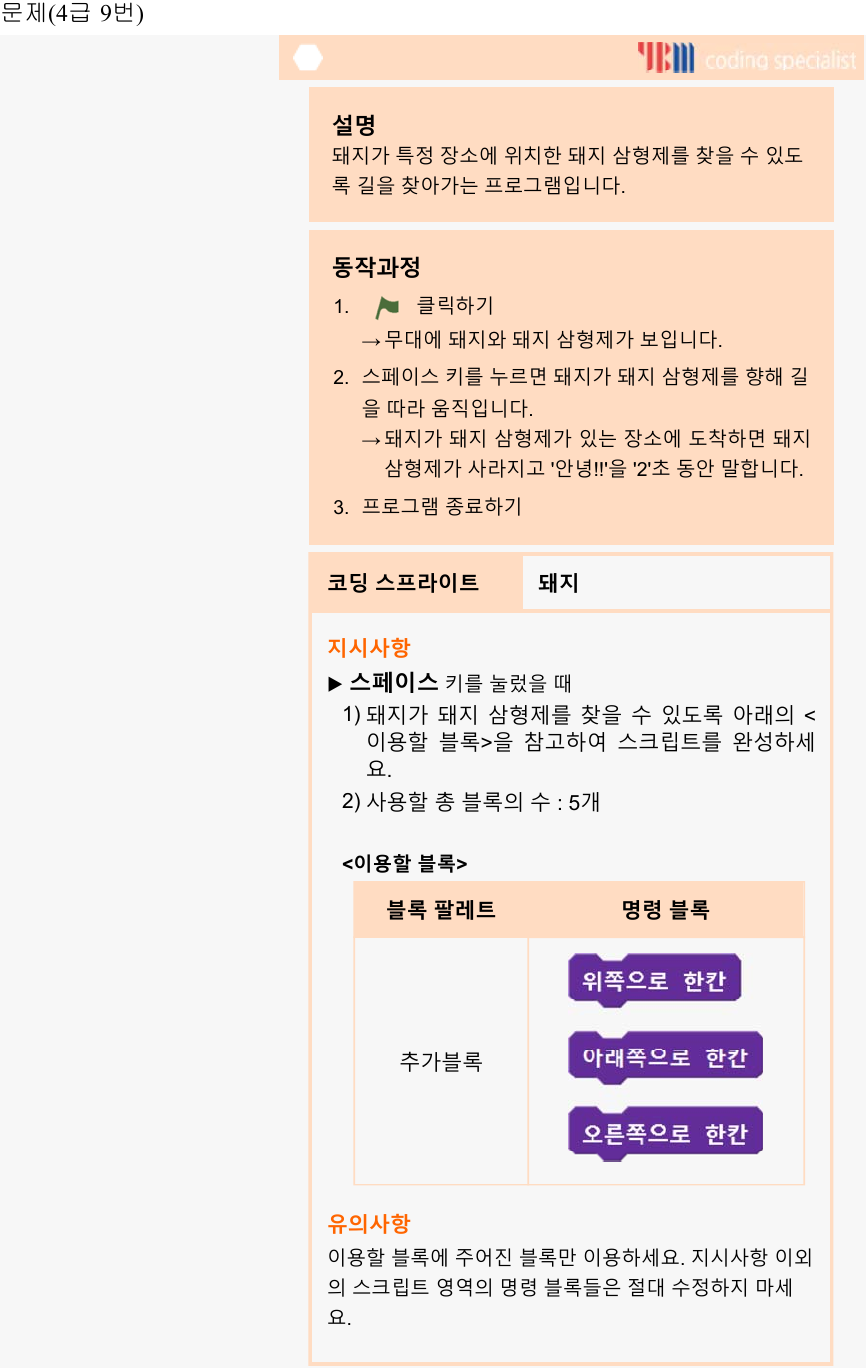 문제(4급 9번)
YBM coding specialist
설명
돼지가 특정 장소에 위치한 돼지 삼형제를 찾을 수 있도
록 길을 찾아가는 프로그램입니다.
동작과정
1. 클릭하기
→무대에 돼지와 돼지 삼형제가 보입니다.
2. 스페이스 키를 누르면 돼지가 돼지 삼형제를 향해 길
을 따라 움직입니다.
→돼지가 돼지 삼형제가 있는 장소에 도착하면 돼지
삼형제가 사라지고 '안녕!!'을 '2'초 동안 말합니다.
3. 프로그램 종료하기
코딩 스프라이트 돼지
지시사항
▶ 스페이스 키를 눌렀을 때
1) 돼지가 돼지 삼형제를 찾을 수 있도록 아래의 <
이용할 블록>을 참고하여 스크립트를 완성하세
요.
2) 사용할 총 블록의 수 : 5개
<이용할 블록>
블록 팔레트 명령 블록
위쪽으로 한칸
추가블록 아래쪽으로 한칸
오른쪽으로 한칸
유의사항
이용할 블록에 주어진 블록만 이용하세요. 지시사항 이외
의 스크립트 영역의 명령 블록들은 절대 수정하지 마세
요.